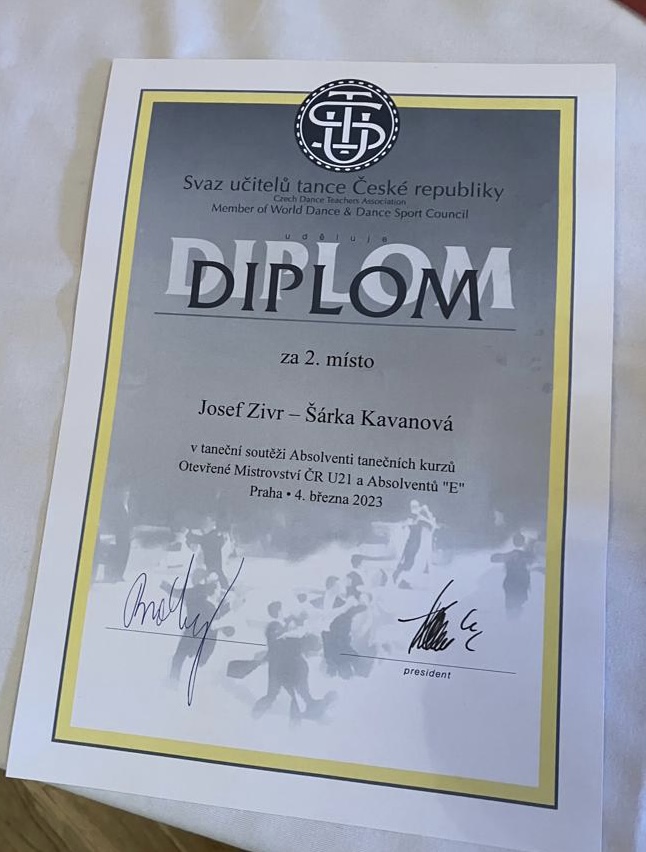 SUT
Svaz učitelů tance České republiky
Czech Dance Teachers Association
Member of World Dance & Dance Sport Council
uděluje
DIPLOM
za 2. místo
Josef Zivr – Šárka Kavanová
v taneční soutěži Absolventi tanečních kurzů
Otevřené Mistrovství ČR U21 a Absolventů "E"
Praha • 4. března 2023
president